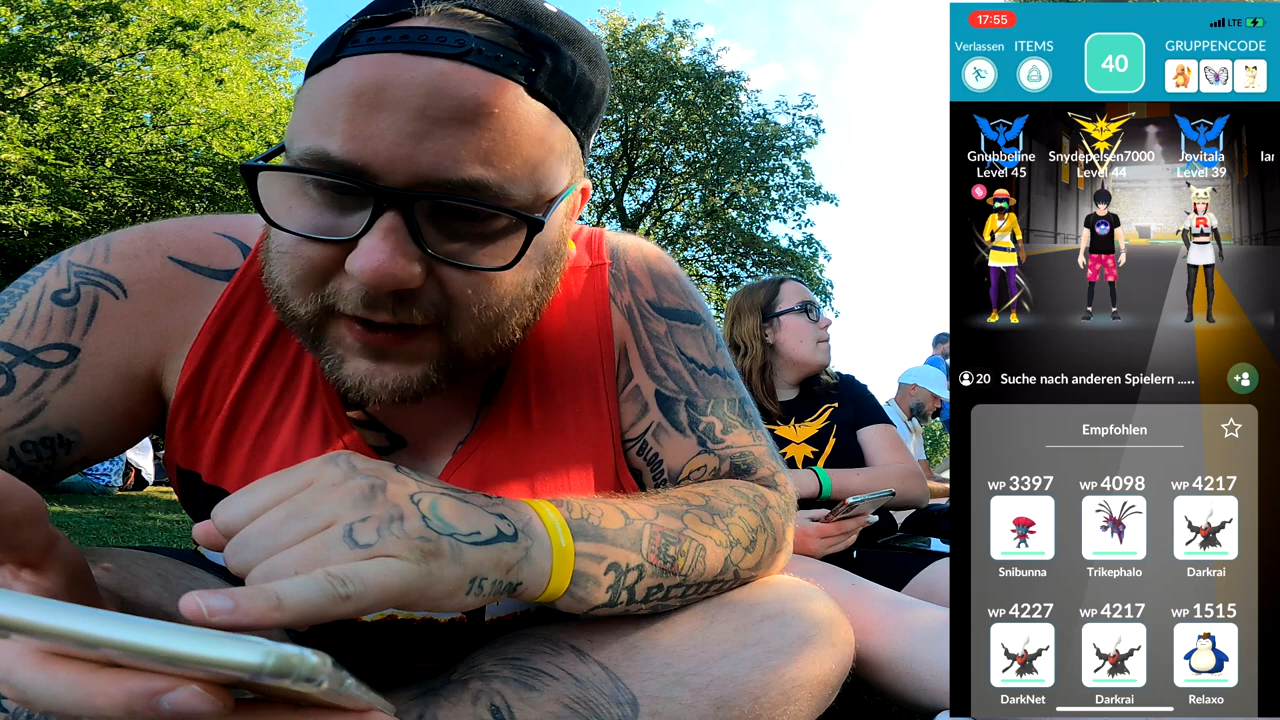 17:55
LTE
Verlassen
ITEMS
40
GRUPPENCODE
Gnubbeline
Level 45
Snydepelsen7000
Level 44
Jovitala
Level 39
R
20 Suche nach anderen Spielern .....
Empfohlen
WP 3397
WP 4098
WP 4217
Snibunna
Trikephalo
Darkrai
WP 4227
WP 4217
WP 1515
DarkNet
Darkrai
Relaxo
1994